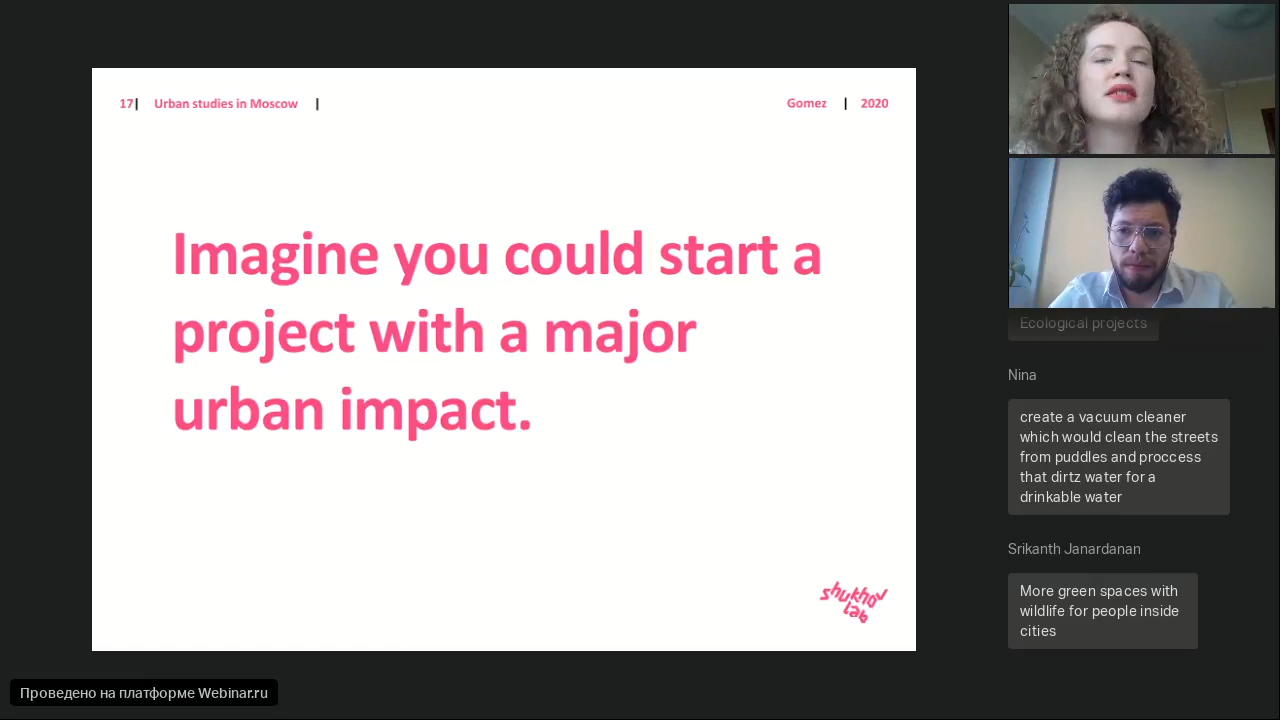 17| Urban studies in Moscow |
Gomez | 2020
Imagine you could start a
project with a major
urban impact.
shukhov
lab
Ecological projects
Nina
create a vacuum cleaner
which would clean the streets
from puddles and proccess
that dirtz water for a
drinkable water
Srikanth Janardanan
More green spaces with
wildlife for people inside
cities
Проведено на платформе Webinar.ru